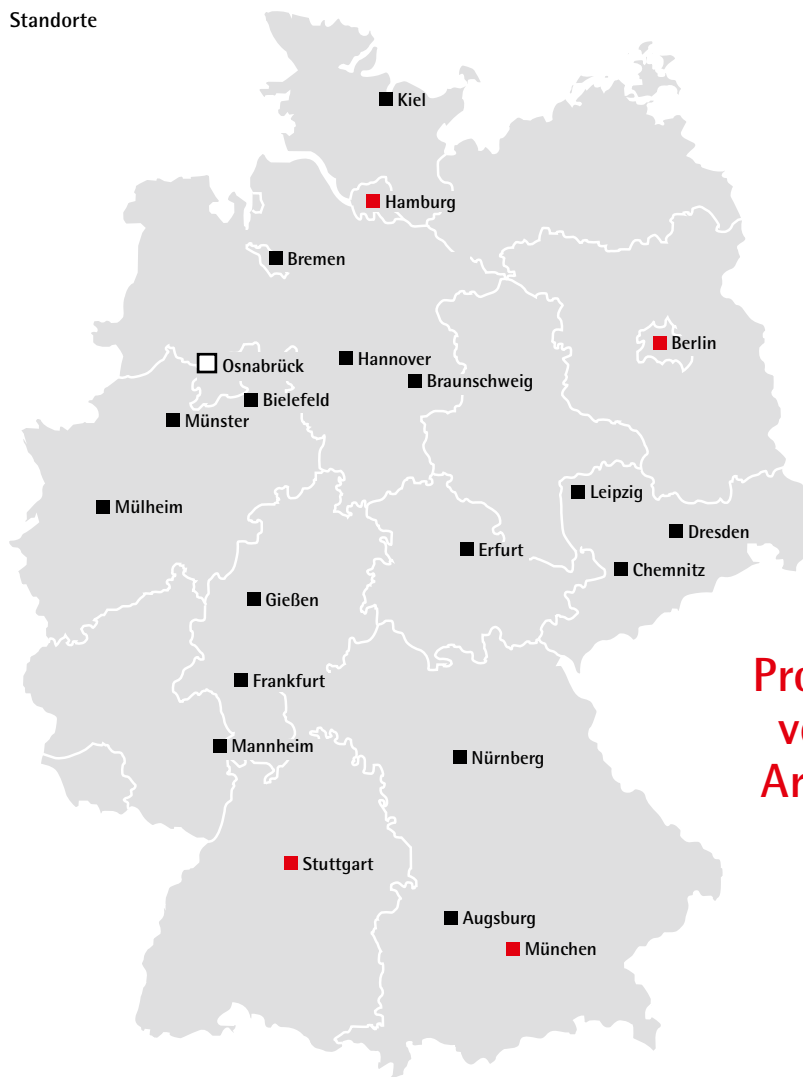 Standorte
Kiel
Hamburg
Bremen
Berlin
Osnabrück
Hannover
Braunschweig
Bielefeld
Münster
Leipzig
Mülheim
Dresden
Erfurt
Chemnitz
Gießen
Frankfurt
Mannheim
Nürnberg
Stuttgart
Augsburg
München